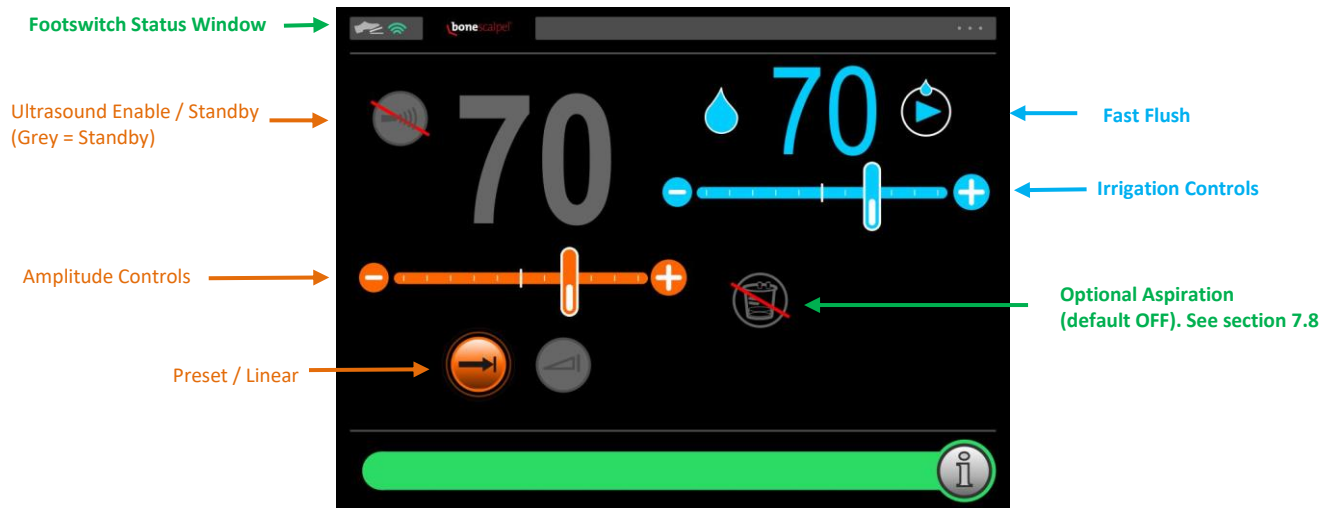 Footswitch Status Window
bonescalpel
Ultrasound Enable / Standby
(Grey = Standby)
70
70
Fast Flush
Irrigation Controls
Amplitude Controls
Optional Aspiration
(default OFF). See section 7.8
Preset / Linear
i